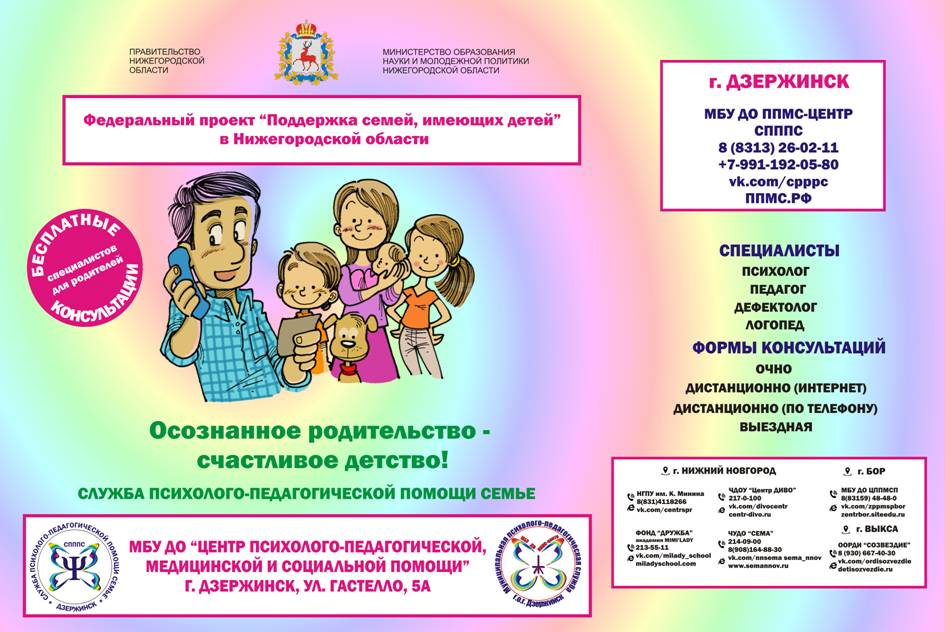 ПРАВИТЕЛЬСТВО
НИЖЕГОРОДСКОЙ
ОБЛАСТИ
МИНИСТЕРСТВО ОБРАЗОВАНИЯ
НАУКИ И МОЛОДЕЖНОЙ ПОЛИТИКИ
НИЖЕГОРОДСКОЙ ОБЛАСТИ
Федеральный проект “Поддержка семей, имеющих детей”
в Нижегородской области
БЕСПЛАТНЫЕ
специалистов
для родителей
КОНСУЛЬТАЦИИ
Осознанное родительство -
счастливое детство!
СЛУЖБА ПСИХОЛОГО-ПЕДАГОГИЧЕСКОЙ ПОМОЩИ СЕМЬЕ
СЛУЖБА ПСИХОЛОГО-ПЕДАГОГИЧЕСКОЙ ПОМОЩИ СЕМЬЕ
СПППС
ДЗЕРЖИНСК
МБУ ДО “ЦЕНТР ПСИХОЛОГО-ПЕДАГОГИЧЕСКОЙ,
МЕДИЦИНСКОЙ И СОЦИАЛЬНОЙ ПОМОЩИ”
Г. ДЗЕРЖИНСК, УЛ. ГАСТЕЛЛО, 5А
Муниципальная психолого-педагогическая служба
г.о.г. Дзержинск
г. ДЗЕРЖИНСК
МБУ ДО ППМС-ЦЕНТР
СПППС
8 (8313) 26-02-11
+7-991-192-05-80
vk.com/cpppc
ППМС.РФ
СПЕЦИАЛИСТЫ
ПСИХОЛОГ
ПЕДАГОГ
ДЕФЕКТОЛОГ
ЛОГОПЕД
ФОРМЫ КОНСУЛЬТАЦИЙ
ОЧНО
ДИСТАНЦИОННО (ИНТЕРНЕТ)
ДИСТАНЦИОННО (ПО ТЕЛЕФОНУ)
ВЫЕЗДНАЯ
г. НИЖНИЙ НОВГОРОД
НГПУ им. К. Минина
8(831)4118266
vk.com/centrspr
ФОНД “ДРУЖБА”
академия MIMI'LADY
213-55-11
vk.com/milady_school
miladyschool.com
ЧДОУ “Центр ДИВО”
217-0-100
vk.com/divocentr
centr-divo.ru
ЧУДО “СЕМА”
214-09-00
8(908)164-88-30
vk.com/nnsema sema_nnov
www.semannov.ru
г. БОР
МБУ ДО ЦППМСП
8(83159) 48-48-0
vk.com/zppmspbor
zentrbor.siteedu.ru
г. ВЫКСА
ООРДИ “СОЗВЕЗДИЕ”
8 (930) 667-40-30
vk.com/ordisozvezdie
detisozvezdie.ru